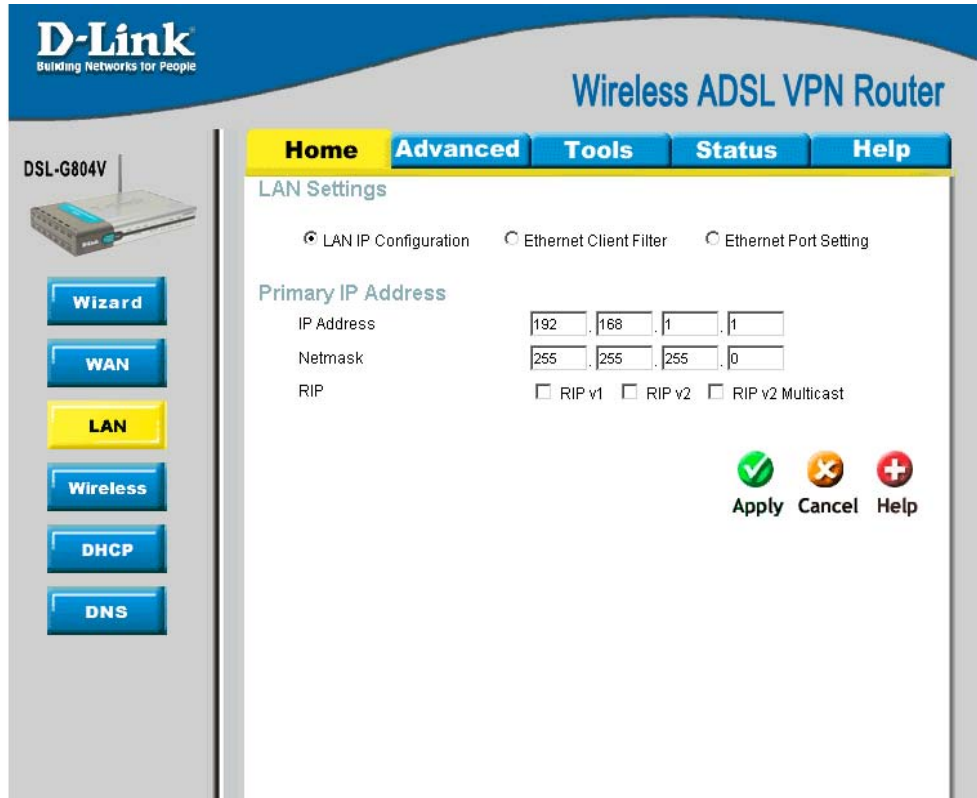 D-Link
Building Networks for People
Wireless ADSL VPN Router
DSL-G804V
Home Advanced Tools Status Help
LAN Settings
LAN IP Configuration Ethernet Client Filter Ethernet Port Setting
Primary IP Address
IP Address 192 . 168 . 1 . 1
Netmask 255 . 255 . 255 . 0
RIP RIP v1 RIP v2 RIP v2 Multicast
Apply Cancel Help
Wizard
WAN
LAN
Wireless
DHCP
DNS